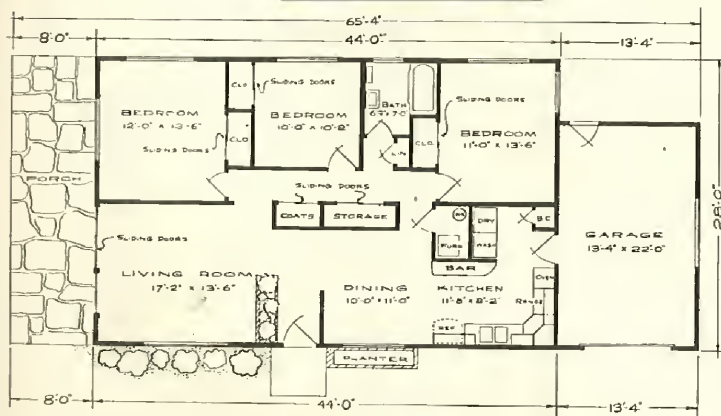 65'-4"
8'-0"
44'-0"
13'-4"
SLIDING DOORS
CLO
BEDROOM
12'-0" x 13'-6"
BEDROOM
10'-0" x 10'-8"
BATH
SLIDING DOORS
BEDROOM
11'-0" x 13'-6"
CLO
SLIDING DOORS
LIN
CLO
PORCH
SLIDING DOORS
COATS
STORAGE
SLIDING DOORS
FURN
DRY
WASH
B.C.
GARAGE
13'-4" x 22'-0"
28'-0"
BAR
LIVING ROOM
17'-2" x 13'-6"
DINING
10'-0" x 11'-0"
KITCHEN
11'-8" x 8'-2"
OVEN
RANGE
REF
PLANTER
8'-0"
44'-0"
13'-4"